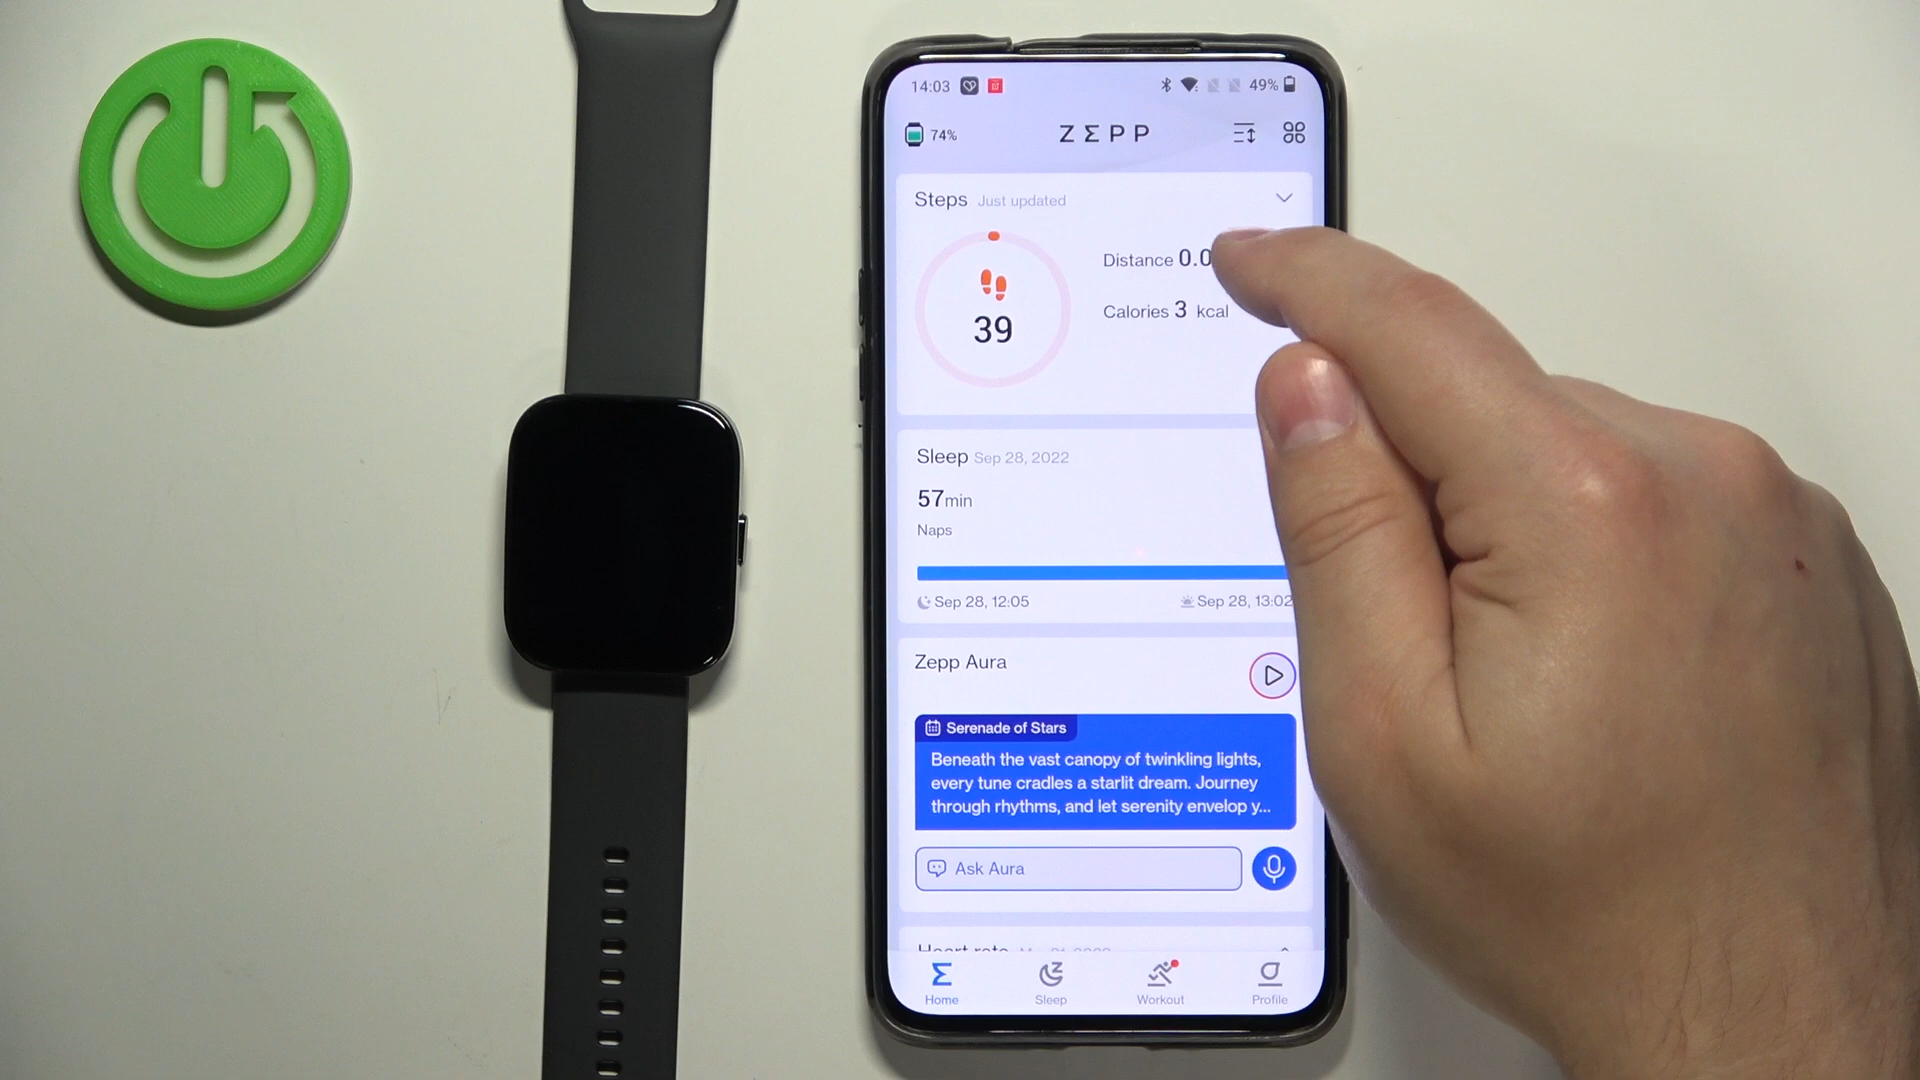 14:03
49%
74%
ZΣPP
Steps Just updated
Distance 0.0
39
Calories 3 kcal
Sleep Sep 28, 2022
57min
Naps
Sep 28, 12:05
Sep 28, 13:02
Zepp Aura
Serenade of Stars
Beneath the vast canopy of twinkling lights,
every tune cradles a starlit dream. Journey
through rhythms, and let serenity envelop y...
Ask Aura
Heart rate
Home
Sleep
Workout
Profile